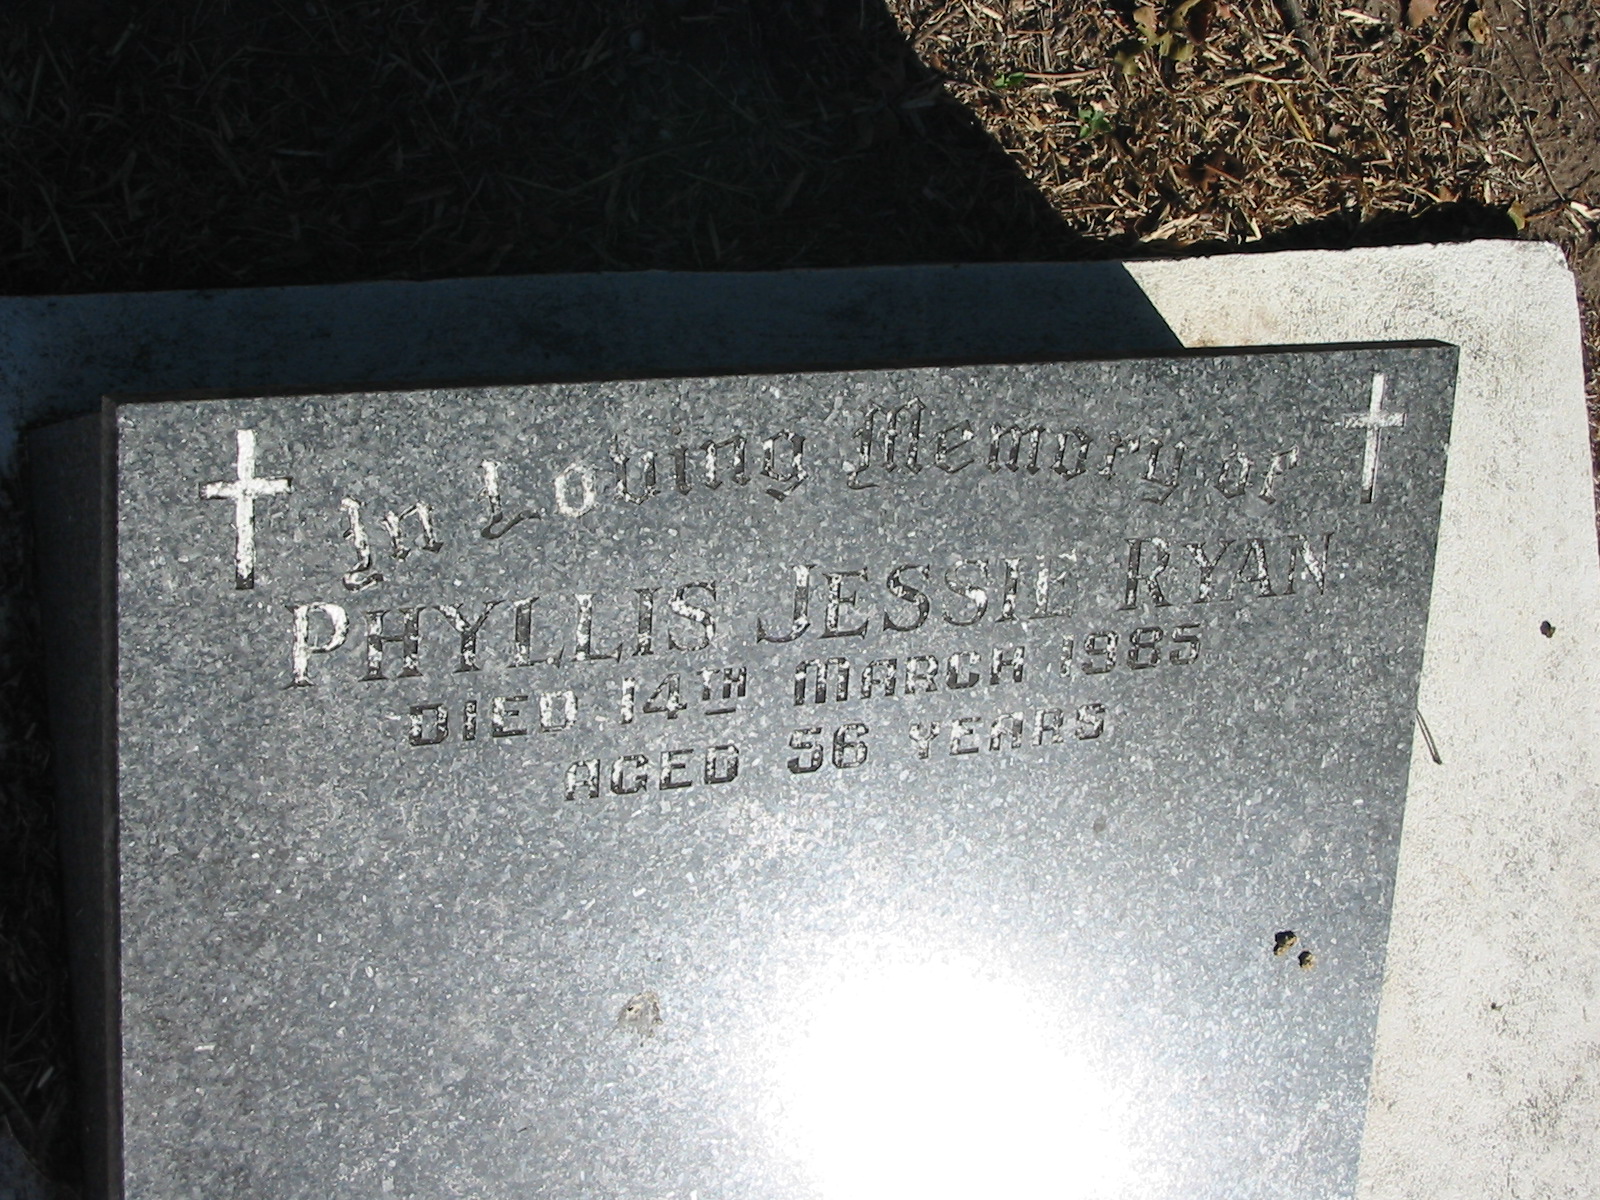 In Loving Memory of
PHYLLIS JESSIE RYAN
DIED 14TH MARCH 1985
AGED 56 YEARS